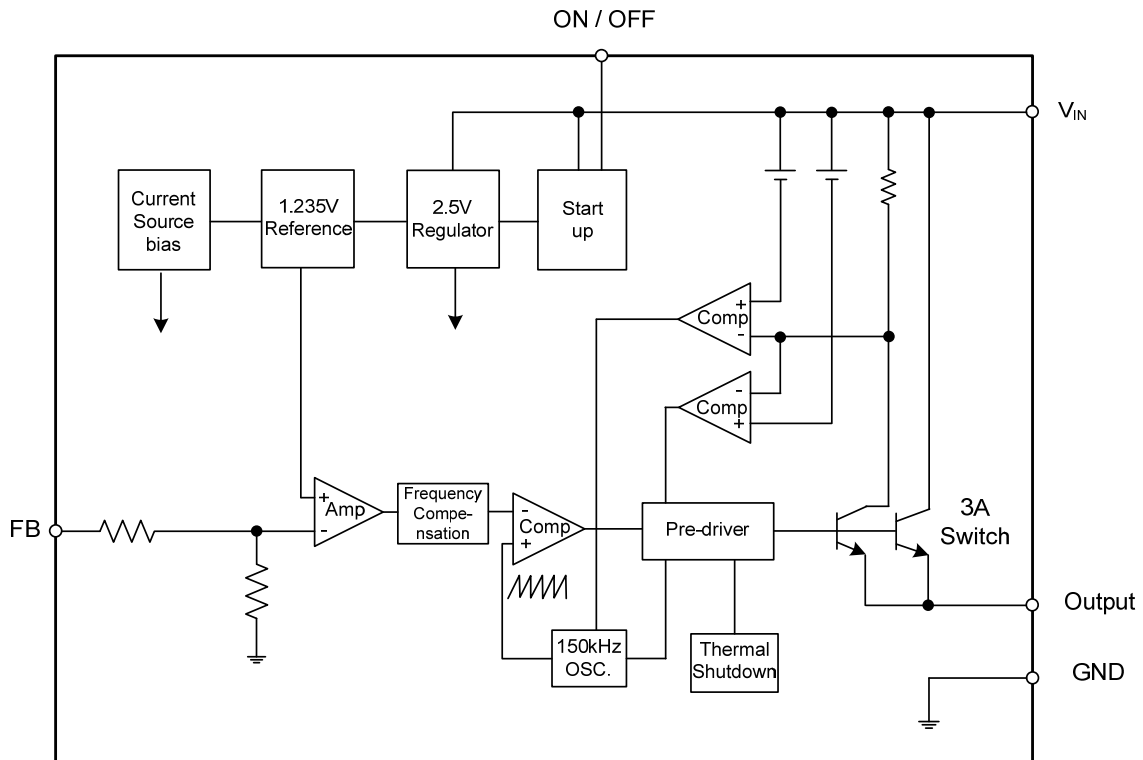 ON / OFF
VIN
Current
Source
bias
1.235V
Reference
2.5V
Regulator
Start
up
+
Comp
-
-
Comp
+
FB
+
Amp
-
Frequency
Compe-
nsation
-
Comp
+
Pre-driver
3A
Switch
150kHz
OSC.
Thermal
Shutdown
Output
GND